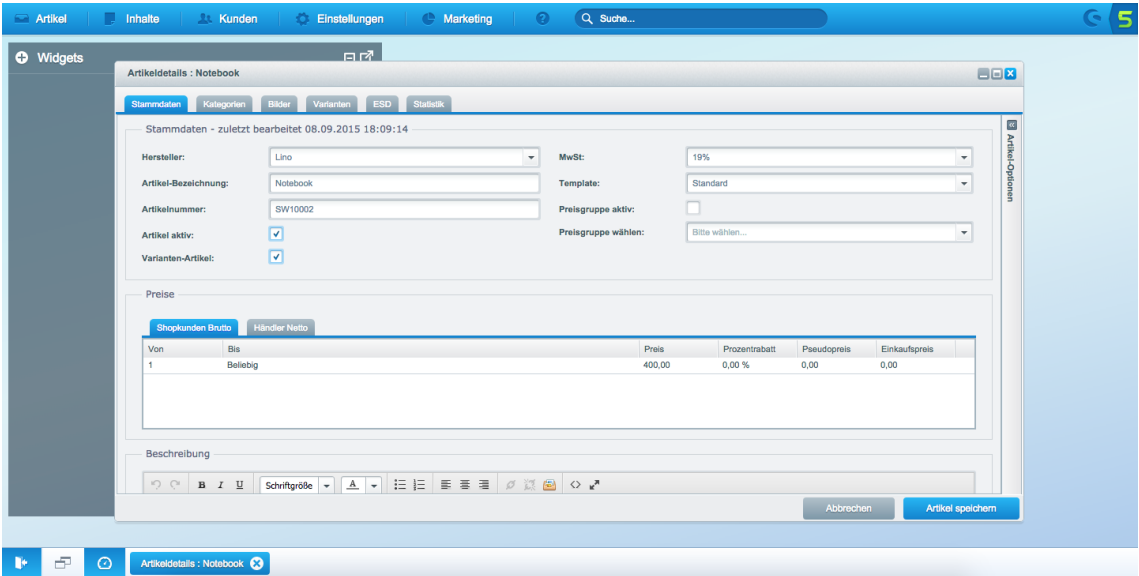 Artikel Inhalte Kunden Einstellungen Marketing ? Suche... 5
Widgets
Artikeldetails : Notebook
Stammdaten Kategorien Bilder Varianten ESD Statistik
Stammdaten - zuletzt bearbeitet 08.09.2015 18:09:14
Artikel-Optionen
Hersteller: Lino MwSt: 19%
Artikel-Bezeichnung: Notebook Template: Standard
Artikelnummer: SW10002 Preisgruppe aktiv:
Artikel aktiv: Preisgruppe wählen: Bitte wählen...
Varianten-Artikel:
Preise
Shopkunden Brutto Händler Netto
Von Bis Preis Prozentrabatt Pseudopreis Einkaufspreis
1 Beliebig 400,00 0,00 % 0,00 0,00
Beschreibung
B I U Schriftgröße A
Abbrechen Artikel speichern
Artikeldetails : Notebook